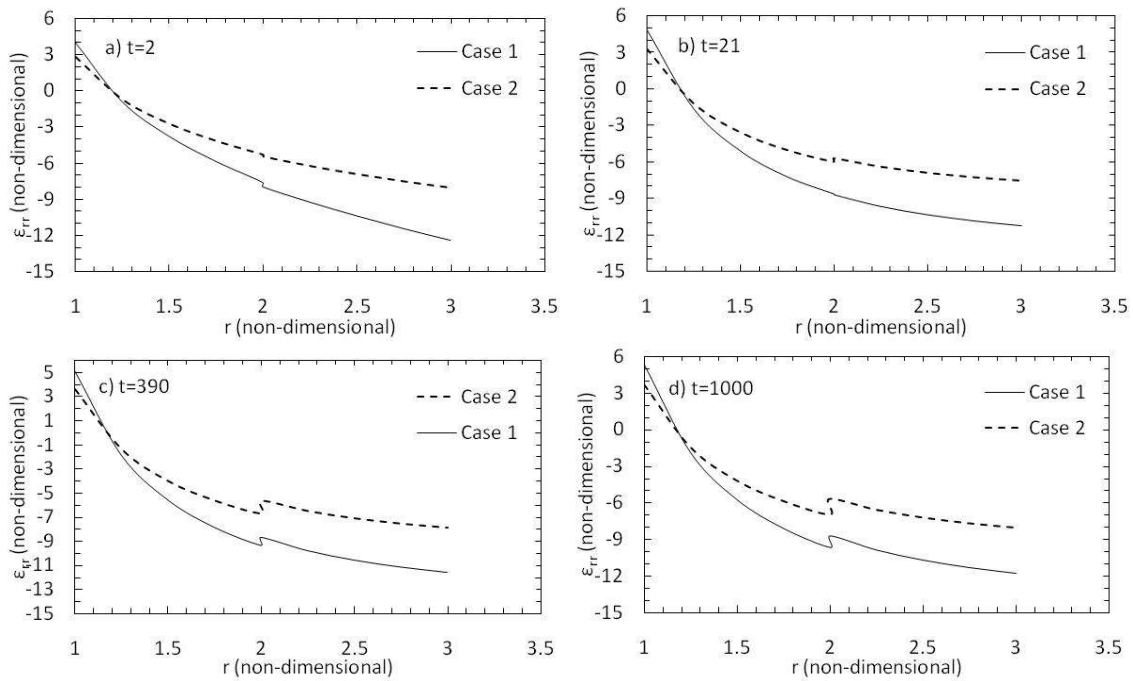 a) t=2
Case 1
Case 2
6
3
0
-3
-6
-9
-12
-15
εrr (non-dimensional)
1
1.5
2
2.5
3
3.5
r (non-dimensional)
b) t=21
Case 1
Case 2
6
3
0
-3
-6
-9
-12
-15
εrr (non-dimensional)
1
1.5
2
2.5
3
3.5
r (non-dimensional)
c) t=390
Case 2
Case 1
5
3
1
-1
-3
-5
-7
-9
-11
-13
-15
εrr (non-dimensional)
1
1.5
2
2.5
3
3.5
r (non-dimensional)
d) t=1000
Case 1
Case 2
6
3
0
-3
-6
-9
-12
-15
εrr (non-dimensional)
1
1.5
2
2.5
3
3.5
r (non-dimensional)